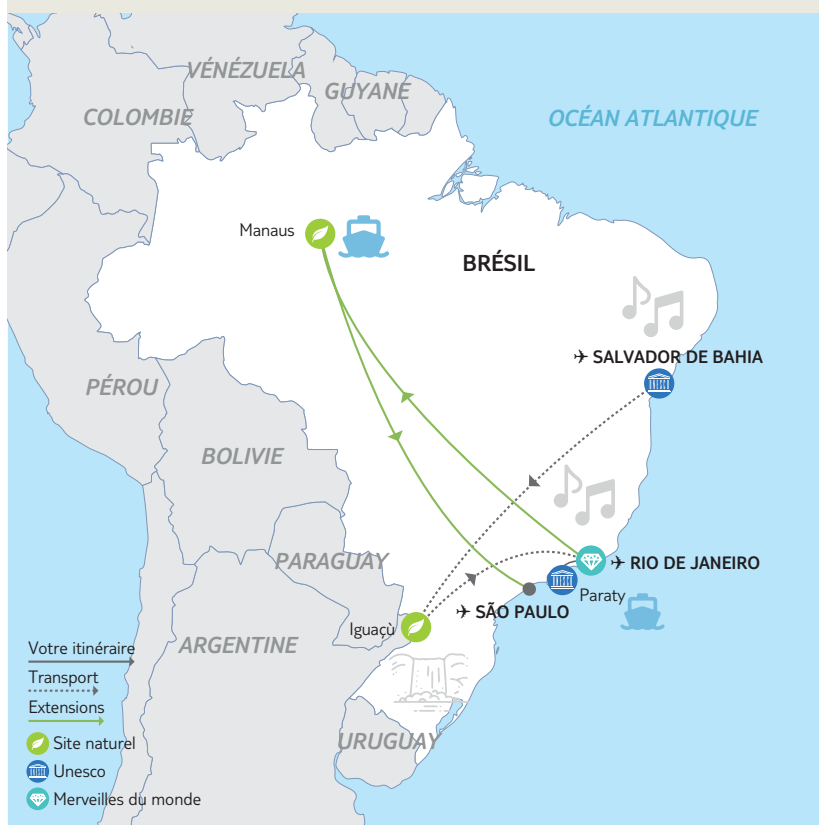 VÉNÉZUELA
GUYANE
COLOMBIE
OCÉAN ATLANTIQUE
Manaus
BRÉSIL
SALVADOR DE BAHIA
PÉROU
BOLIVIE
PARAGUAY
RIO DE JANEIRO
Paraty
SÃO PAULO
Iguaçù
ARGENTINE
Votre itinéraire
Transport
Extensions
Site naturel
URUGUAY
Unesco
Merveilles du monde